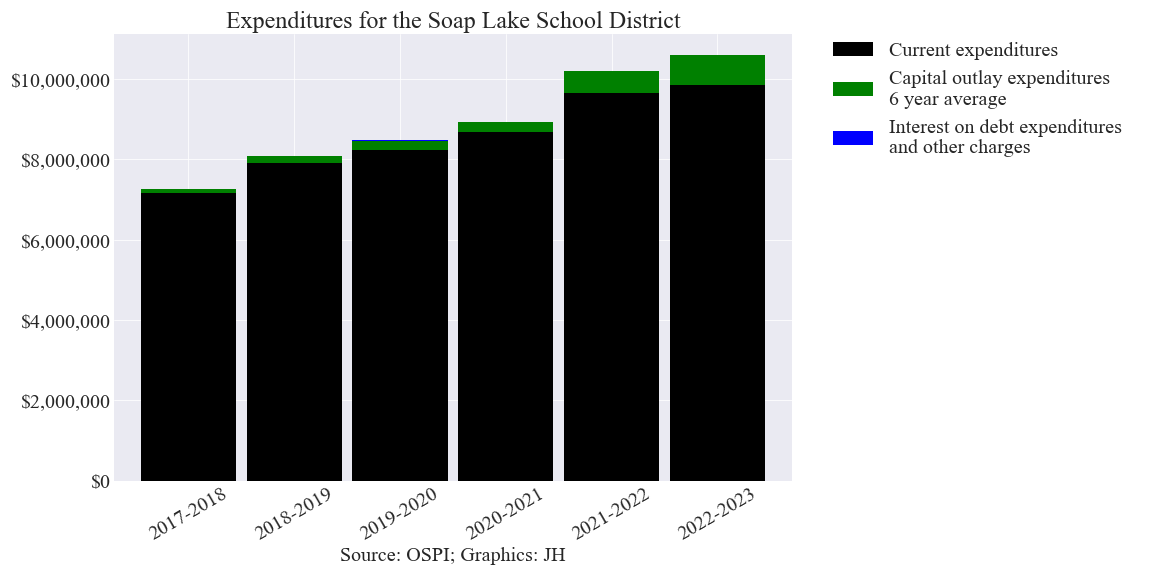 Expenditures for the Soap Lake School District
$10,000,000
$8,000,000
$6,000,000
$4,000,000
$2,000,000
$0
2017-2018
2018-2019
2019-2020
2020-2021
2021-2022
2022-2023
Source: OSPI; Graphics: JH
Current expenditures
Capital outlay expenditures
6 year average
Interest on debt expenditures
and other charges